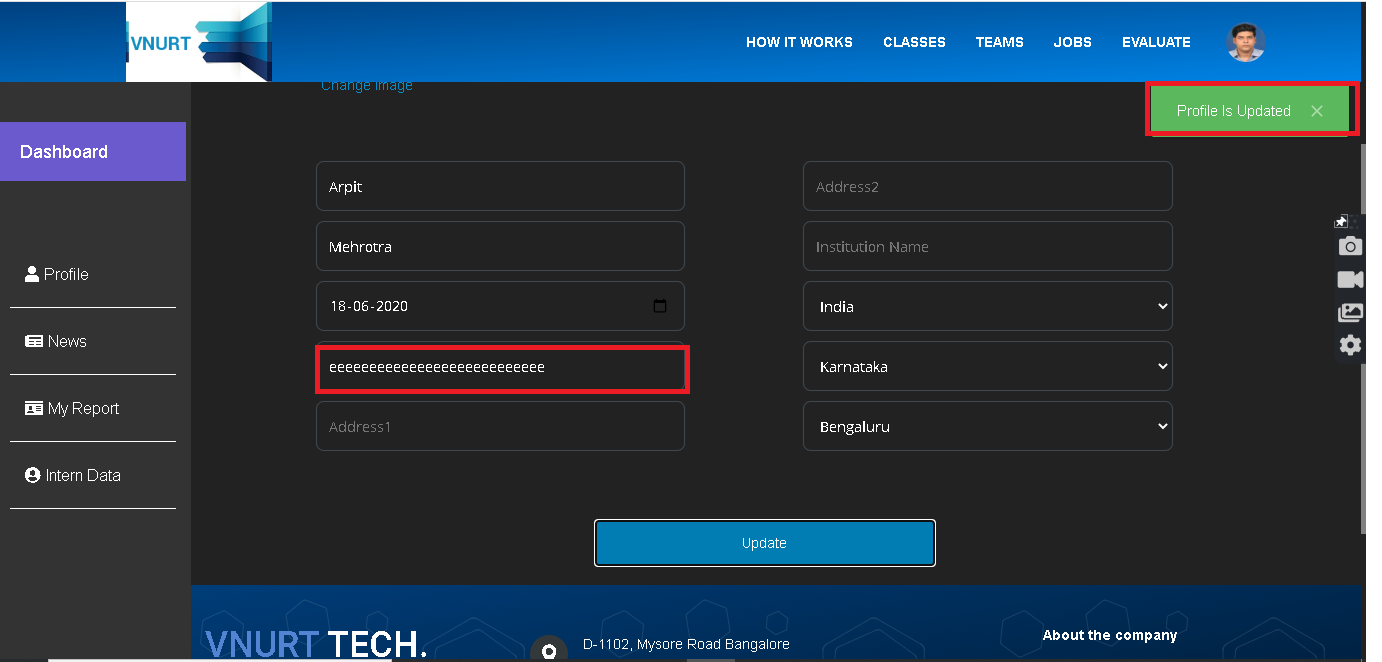 VNURT
HOW IT WORKS CLASSES TEAMS JOBS EVALUATE
Change Image
Profile Is Updated ×
Dashboard
Profile
News
My Report
Intern Data
Arpit
Mehrotra
18-06-2020
eeeeeeeeeeeeeeeeeeeeeeeeeee
Address1
Address2
Institution Name
India
Karnataka
Bengaluru
Update
VNURT TECH.
D-1102, Mysore Road Bangalore
About the company